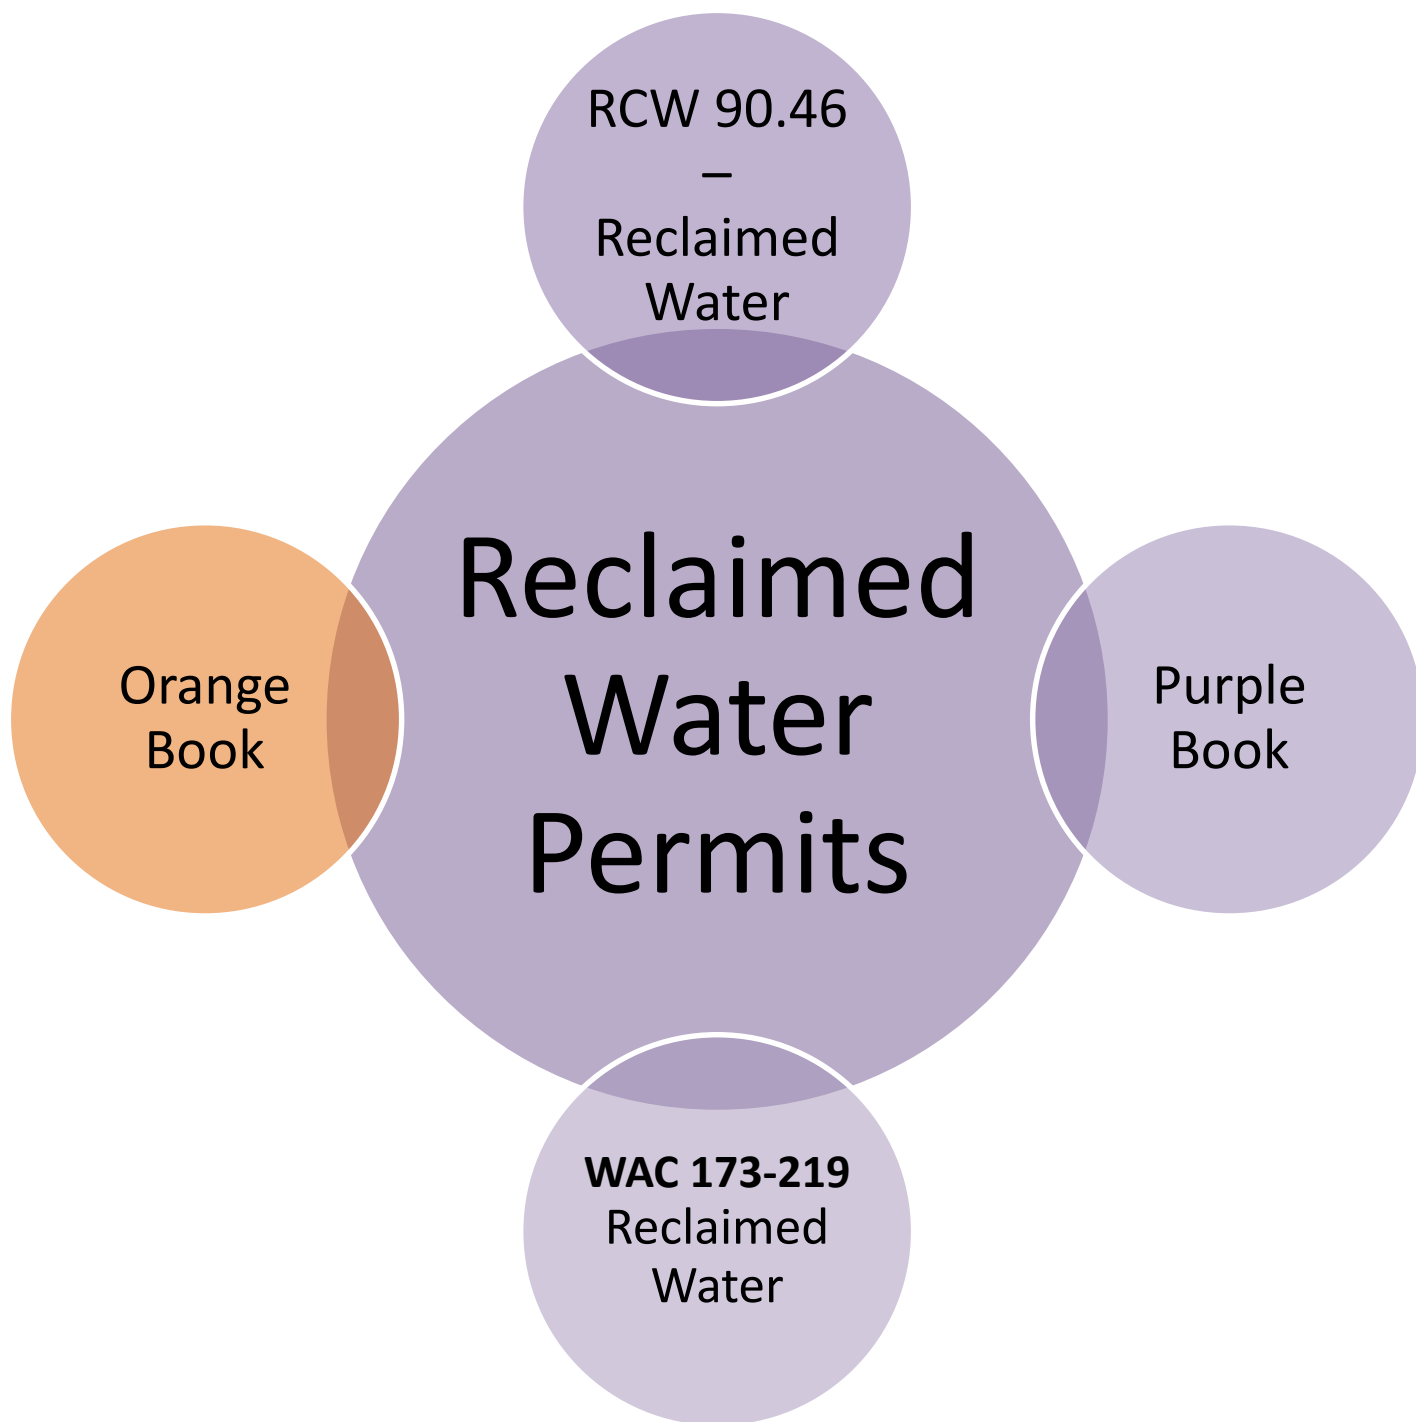 RCW 90.46
–
Reclaimed
Water
Reclaimed
Water
Permits
Orange
Book
Purple
Book
WAC 173-219
Reclaimed
Water